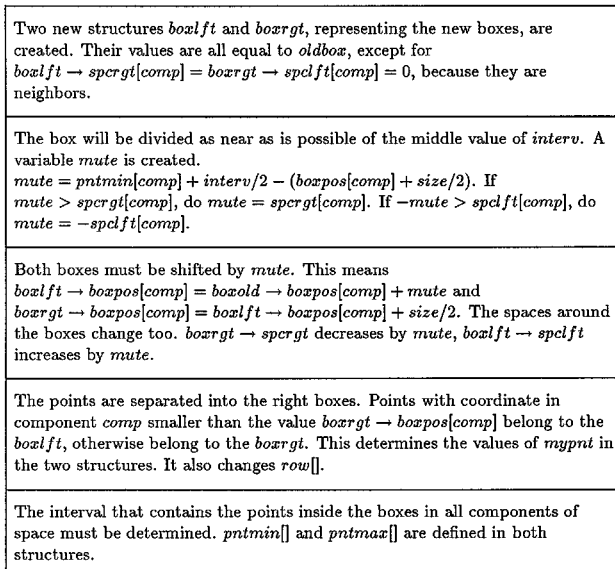 Two new structures boxlft and boxrgt, representing the new boxes, are
created. Their values are all equal to oldbox, except for
boxlft → spcrgt[comp] = boxrgt → spclft[comp] = 0, because they are
neighbors.
The box will be divided as near as is possible of the middle value of interv. A
variable mute is created.
mute = pntmin[comp] + interv/2 − (boxpos[comp] + size/2). If
mute > spcrgt[comp], do mute = spcrgt[comp]. If −mute > spclft[comp], do
mute = −spclft[comp].
Both boxes must be shifted by mute. This means
boxlft → boxpos[comp] = boxold → boxpos[comp] + mute and
boxrgt → boxpos[comp] = boxlft → boxpos[comp] + size/2. The spaces around
the boxes change too. boxrgt → spcrgt decreases by mute, boxlft → spclft
increases by mute.
The points are separated into the right boxes. Points with coordinate in
component comp smaller than the value boxrgt → boxpos[comp] belong to the
boxlft, otherwise belong to the boxrgt. This determines the values of mypnt in
the two structures. It also changes row[].
The interval that contains the points inside the boxes in all components of
space must be determined. pntmin[] and pntmax[] are defined in both
structures.